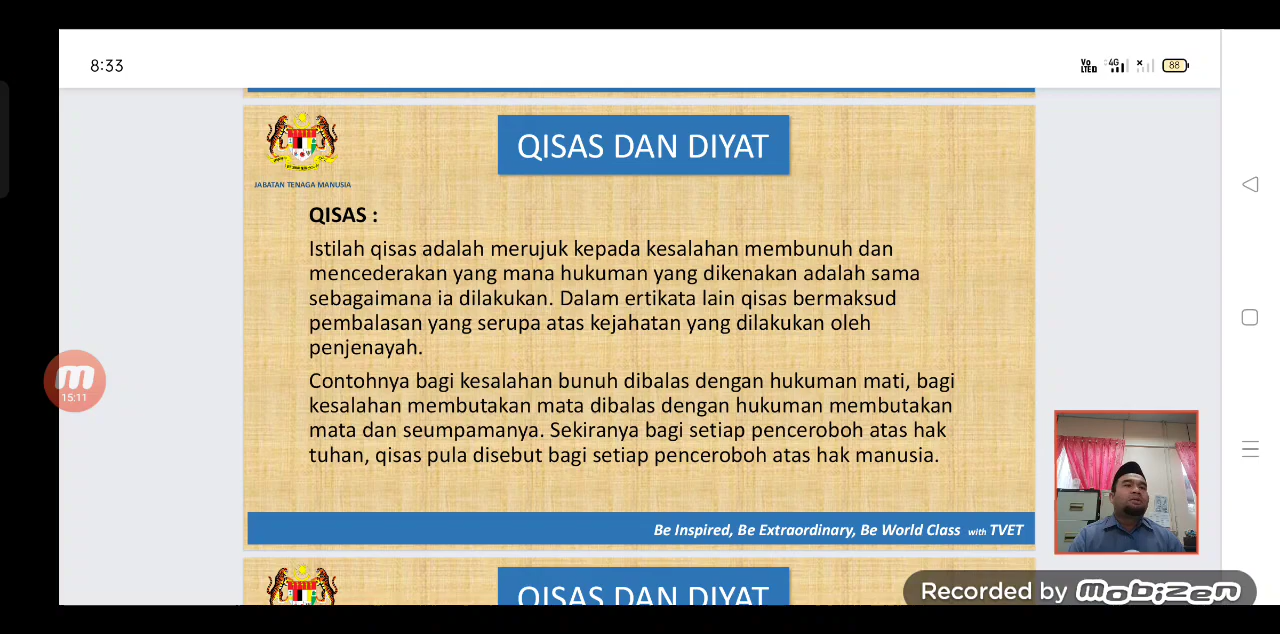 8:33
Vo
LTE
4G
88
QISAS DAN DIYAT
JABATAN TENAGA MANUSIA
QISAS :
Istilah qisas adalah merujuk kepada kesalahan membunuh dan
mencederakan yang mana hukuman yang dikenakan adalah sama
sebagaimana ia dilakukan. Dalam ertikata lain qisas bermaksud
pembalasan yang serupa atas kejahatan yang dilakukan oleh
penjenayah.
Contohnya bagi kesalahan bunuh dibalas dengan hukuman mati, bagi
kesalahan membutakan mata dibalas dengan hukuman membutakan
mata dan seumpamanya. Sekiranya bagi setiap penceroboh atas hak
tuhan, qisas pula disebut bagi setiap penceroboh atas hak manusia.
15:11
Be Inspired, Be Extraordinary, Be World Class with TVET
QISAS DAN DIYAT
Recorded by mobizen